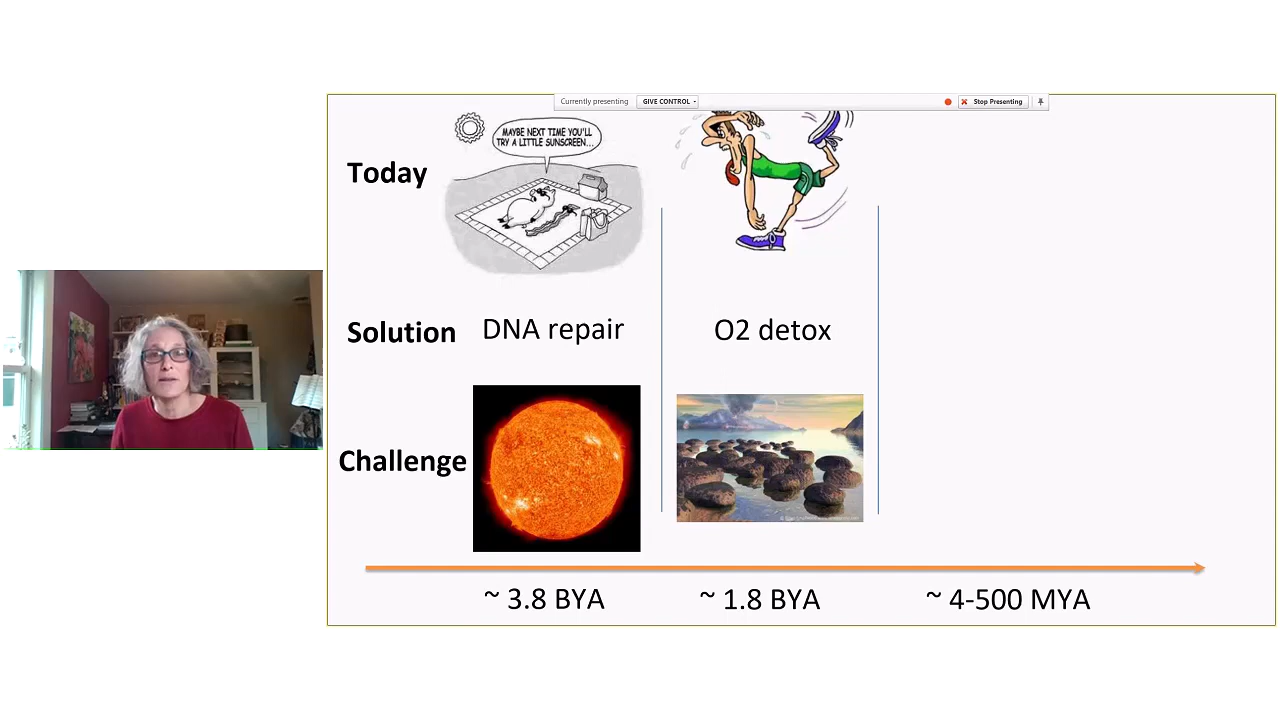 Currently presenting
GIVE CONTROL
Stop Presenting
Today
MAYBE NEXT TIME YOU'LL
TRY A LITTLE SUNSCREEN...
Solution
DNA repair
O2 detox
Challenge
~ 3.8 BYA
~ 1.8 BYA
~ 4-500 MYA